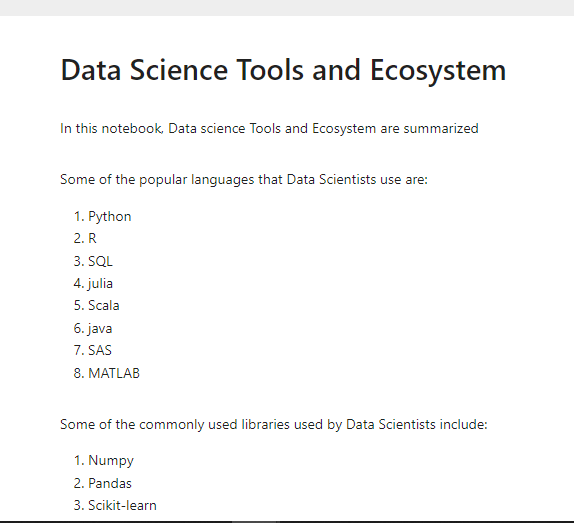 Data Science Tools and Ecosystem
In this notebook, Data science Tools and Ecosystem are summarized
Some of the popular languages that Data Scientists use are:
1. Python
2. R
3. SQL
4. julia
5. Scala
6. java
7. SAS
8. MATLAB
Some of the commonly used libraries used by Data Scientists include:
1. Numpy
2. Pandas
3. Scikit-learn